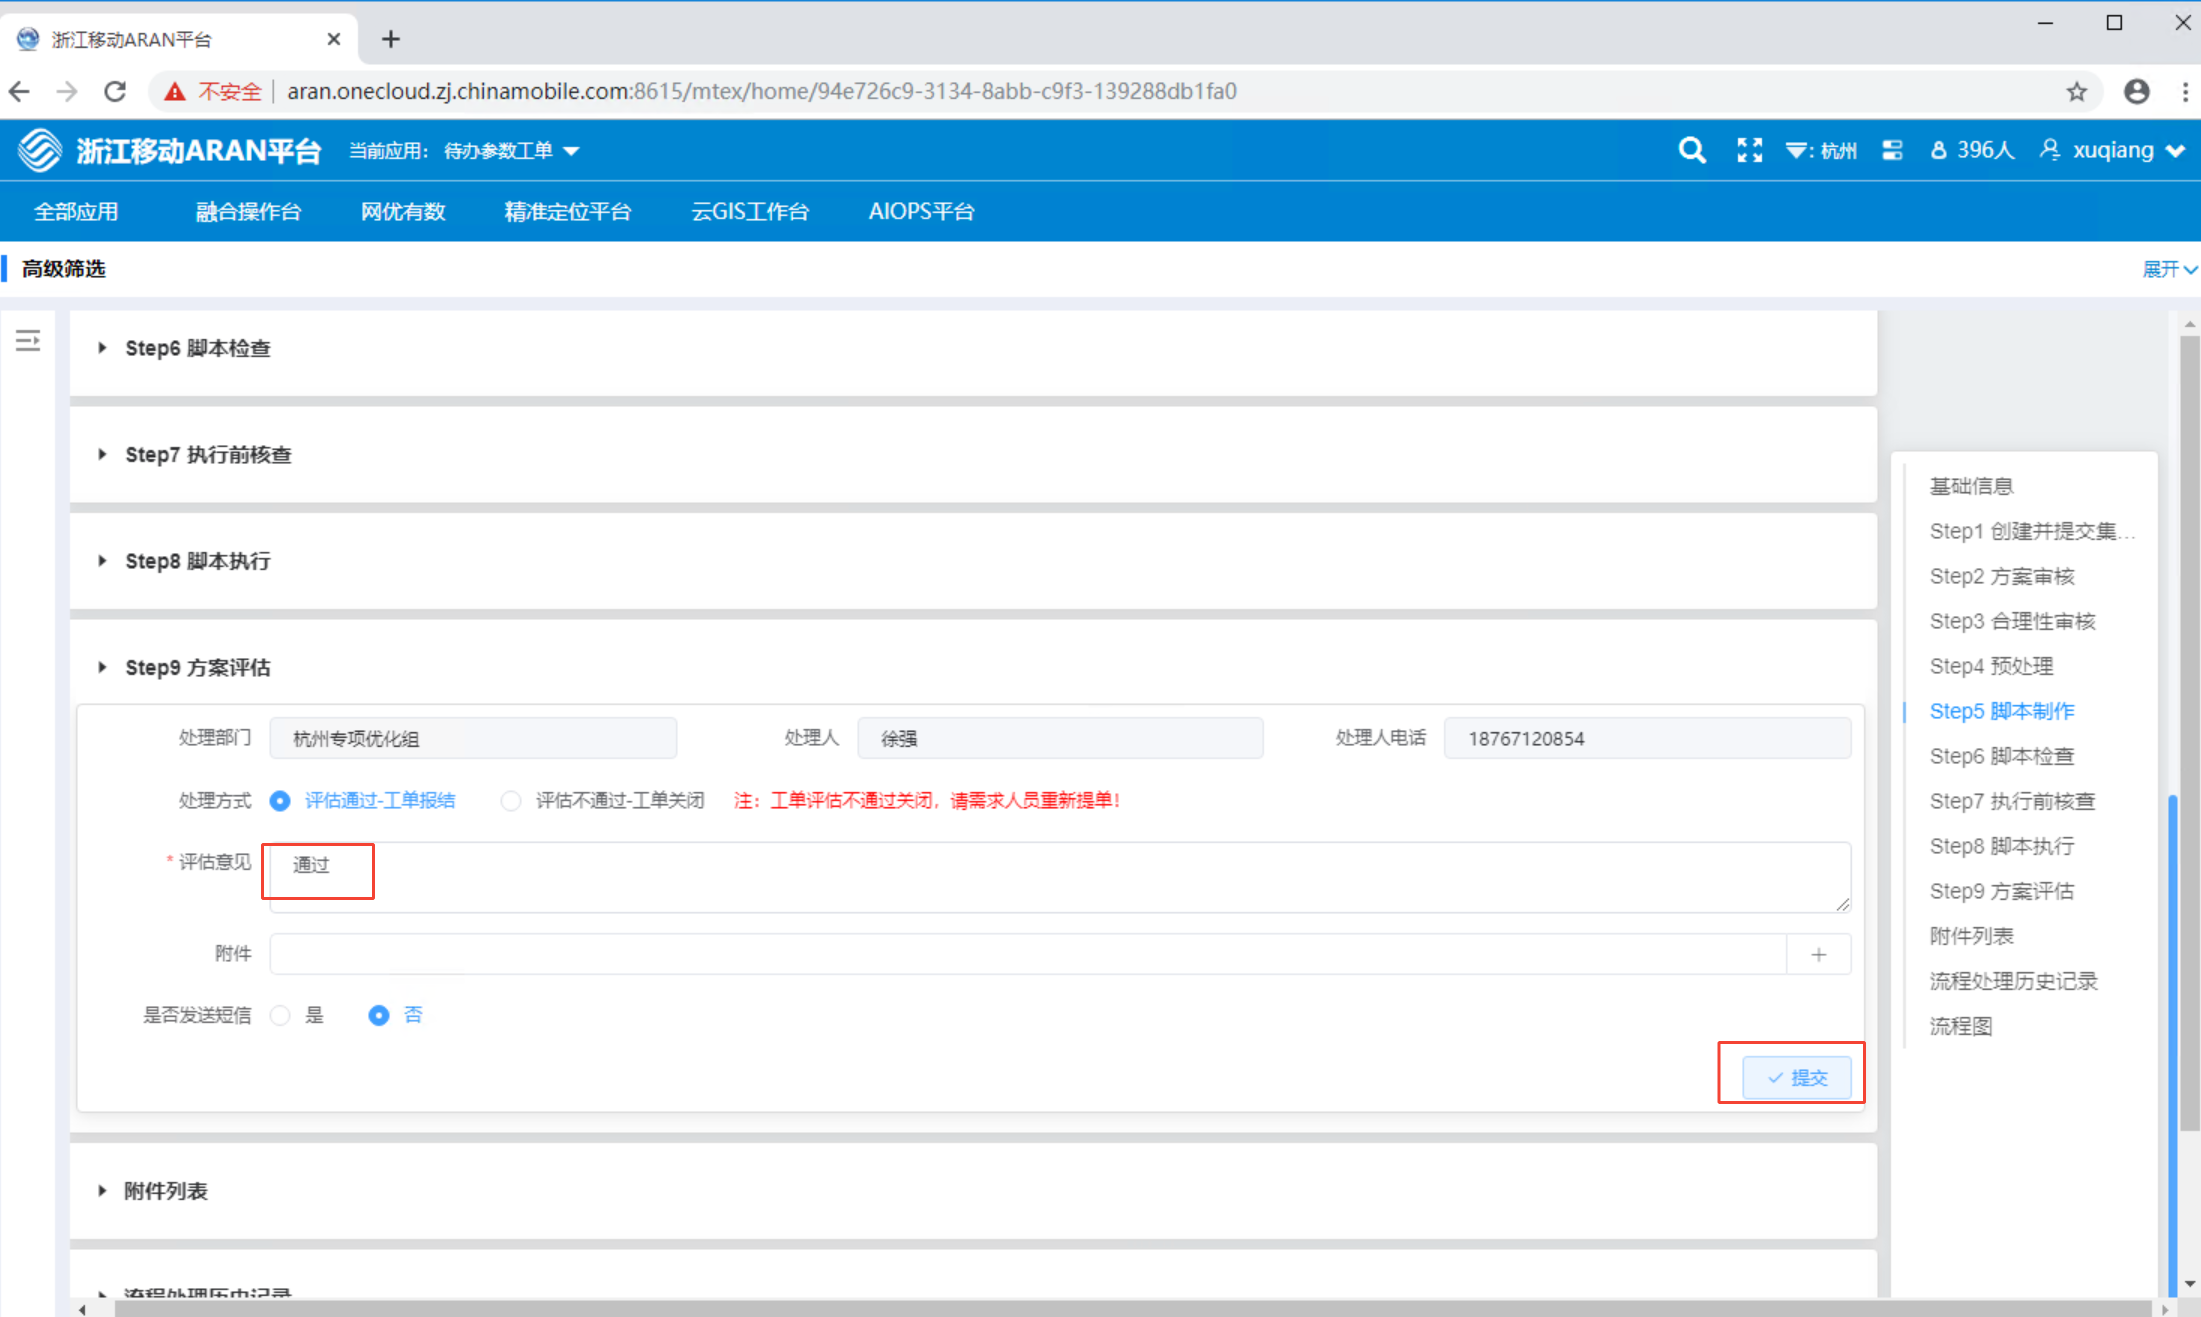 浙江移动ARAN平台
不安全 aran.onecloud.zj.chinamobile.com:8615/mtex/home/94e726c9-3134-8abb-c9f3-139288db1fa0
浙江移动ARAN平台 当前应用： 待办参数工单 : 杭州 396人 xuqiang
全部应用 融合操作台 网优有数 精准定位平台 云GIS工作台 AIOPS平台
高级筛选 展开
Step6 脚本检查
Step7 执行前核查
Step8 脚本执行
Step9 方案评估
处理部门 杭州专项优化组 处理人 徐强 处理人电话 18767120854
处理方式 评估通过-工单报结 评估不通过-工单关闭 注：工单评估不通过关闭，请需求人员重新提单！
* 评估意见 通过
附件
是否发送短信 是 否
提交
附件列表
流程处理历史记录
基础信息
Step1 创建并提交集...
Step2 方案审核
Step3 合理性审核
Step4 预处理
Step5 脚本制作
Step6 脚本检查
Step7 执行前核查
Step8 脚本执行
Step9 方案评估
附件列表
流程处理历史记录
流程图